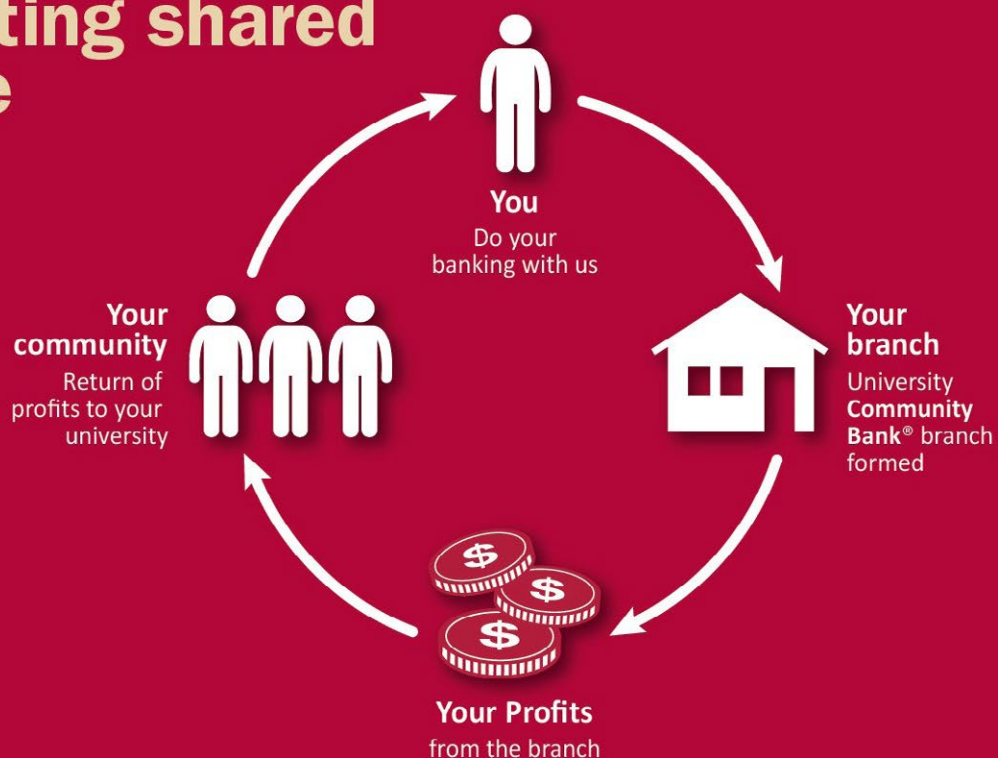 ting shared
e
You
Do your
banking with us
Your
branch
University
Community
Bank® branch
formed
Your Profits
from the branch
Your
community
Return of
profits to your
university